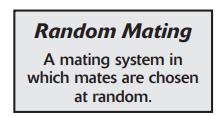 Random Mating
A mating system in
which mates are chosen
at random.